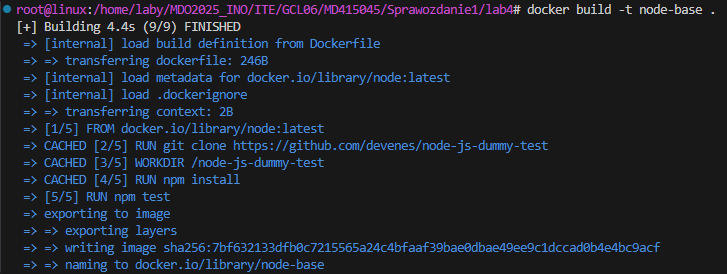 root@linux:/home/laby/MDO2025_INO/ITE/GCL06/MD415045/Sprawozdanie1/lab4# docker build -t node-base .
[+] Building 4.4s (9/9) FINISHED
=> [internal] load build definition from Dockerfile
=> => transferring dockerfile: 246B
=> [internal] load metadata for docker.io/library/node:latest
=> [internal] load .dockerignore
=> => transferring context: 2B
=> [1/5] FROM docker.io/library/node:latest
=> CACHED [2/5] RUN git clone https://github.com/devenes/node-js-dummy-test
=> CACHED [3/5] WORKDIR /node-js-dummy-test
=> CACHED [4/5] RUN npm install
=> [5/5] RUN npm test
=> exporting to image
=> => exporting layers
=> => writing image sha256:7bf632133dfb0c7215565a24c4bfaaf39bae0dbae49ee9c1dccad0b4e4bc9acf
=> => naming to docker.io/library/node-base